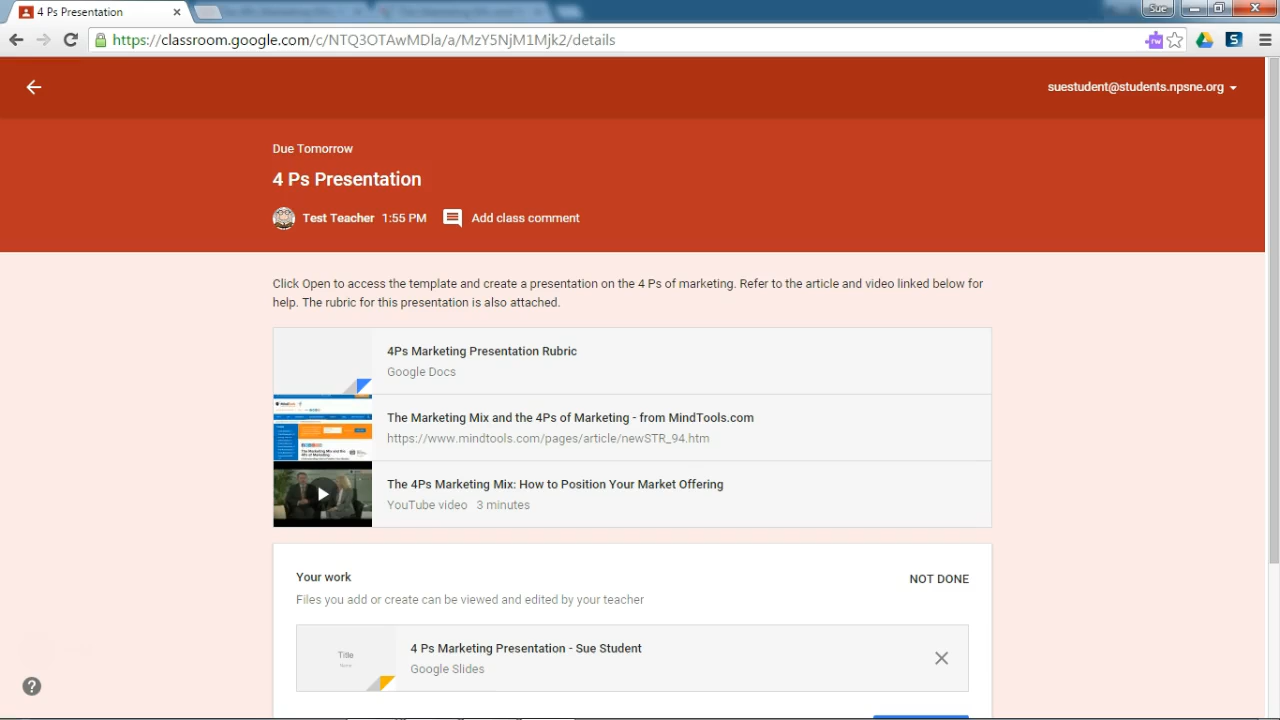 4 Ps Presentation
Sue
https://classroom.google.com/c/NTQ3OTAwMDla/a/MzY5NjM1Mjk2/details
suestudent@students.npsne.org
Due Tomorrow
4 Ps Presentation
Test Teacher 1:55 PM Add class comment
Click Open to access the template and create a presentation on the 4 Ps of marketing. Refer to the article and video linked below for
help. The rubric for this presentation is also attached.
4Ps Marketing Presentation Rubric
Google Docs
The Marketing Mix and the 4Ps of Marketing - from MindTools.com
https://www.mindtools.com/pages/article/newSTR_94.htm
The 4Ps Marketing Mix: How to Position Your Market Offering
YouTube video 3 minutes
Your work NOT DONE
Files you add or create can be viewed and edited by your teacher
Title
4 Ps Marketing Presentation - Sue Student
Google Slides